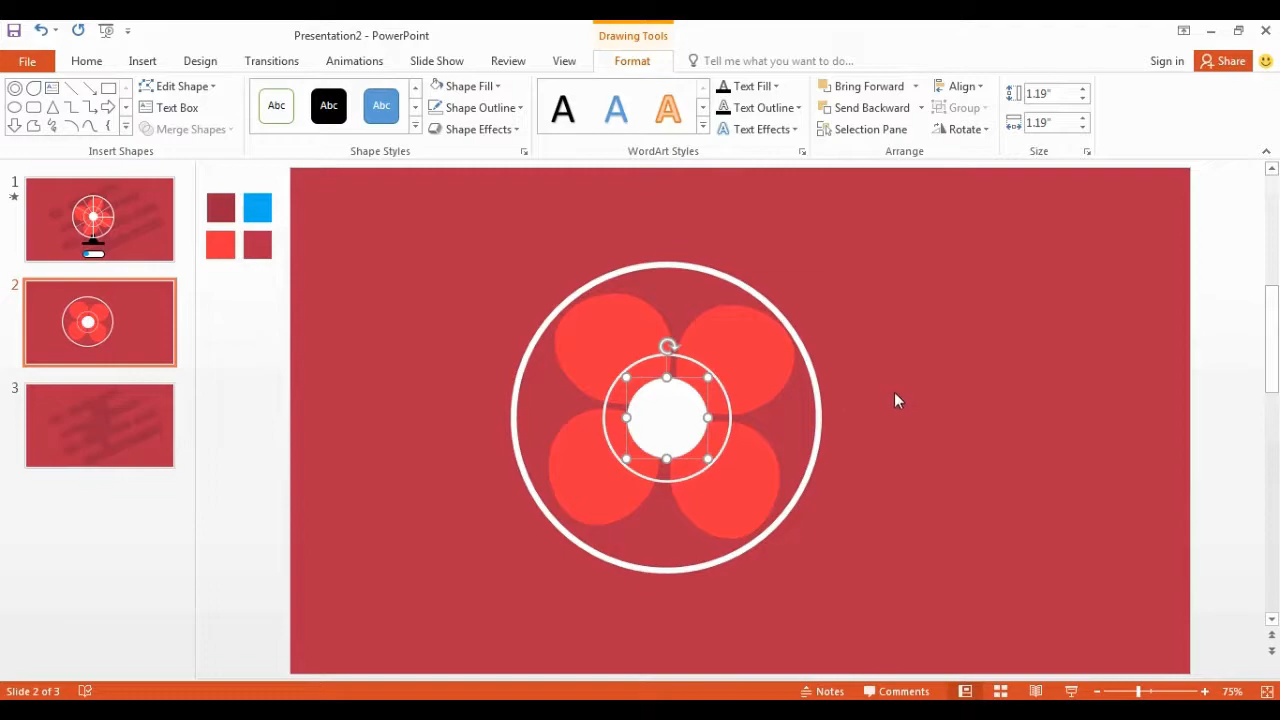 Presentation2 - PowerPoint
Drawing Tools
File
Home
Insert
Design
Transitions
Animations
Slide Show
Review
View
Format
Tell me what you want to do...
Sign in
Share
Edit Shape
Text Box
Merge Shapes
Insert Shapes
Abc
Abc
Abc
Shape Fill
Shape Outline
Shape Effects
Shape Styles
A
A
A
Text Fill
Text Outline
Text Effects
WordArt Styles
Bring Forward
Send Backward
Selection Pane
Align
Group
Rotate
Arrange
1.19"
1.19"
Size
1
2
3
Slide 2 of 3
Notes
Comments
75%